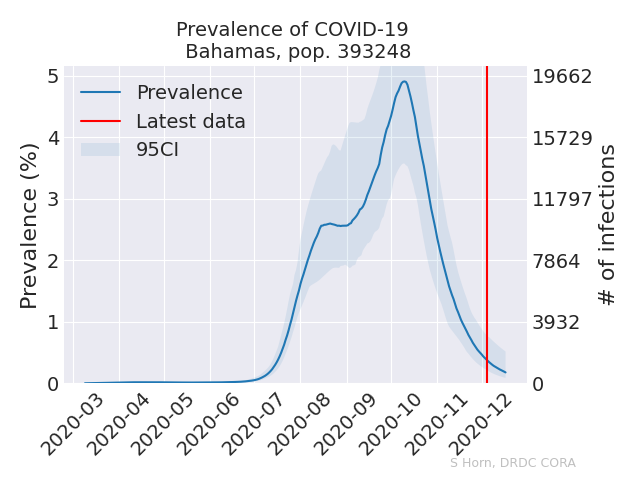 Prevalence of COVID-19
Bahamas, pop. 393248
Prevalence (%)
5
4
3
2
1
0
Prevalence
Latest data
95CI
19662
15729
11797
7864
3932
0
# of infections
2020-03
2020-04
2020-05
2020-06
2020-07
2020-08
2020-09
2020-10
2020-11
2020-12
S Horn, DRDC CORA